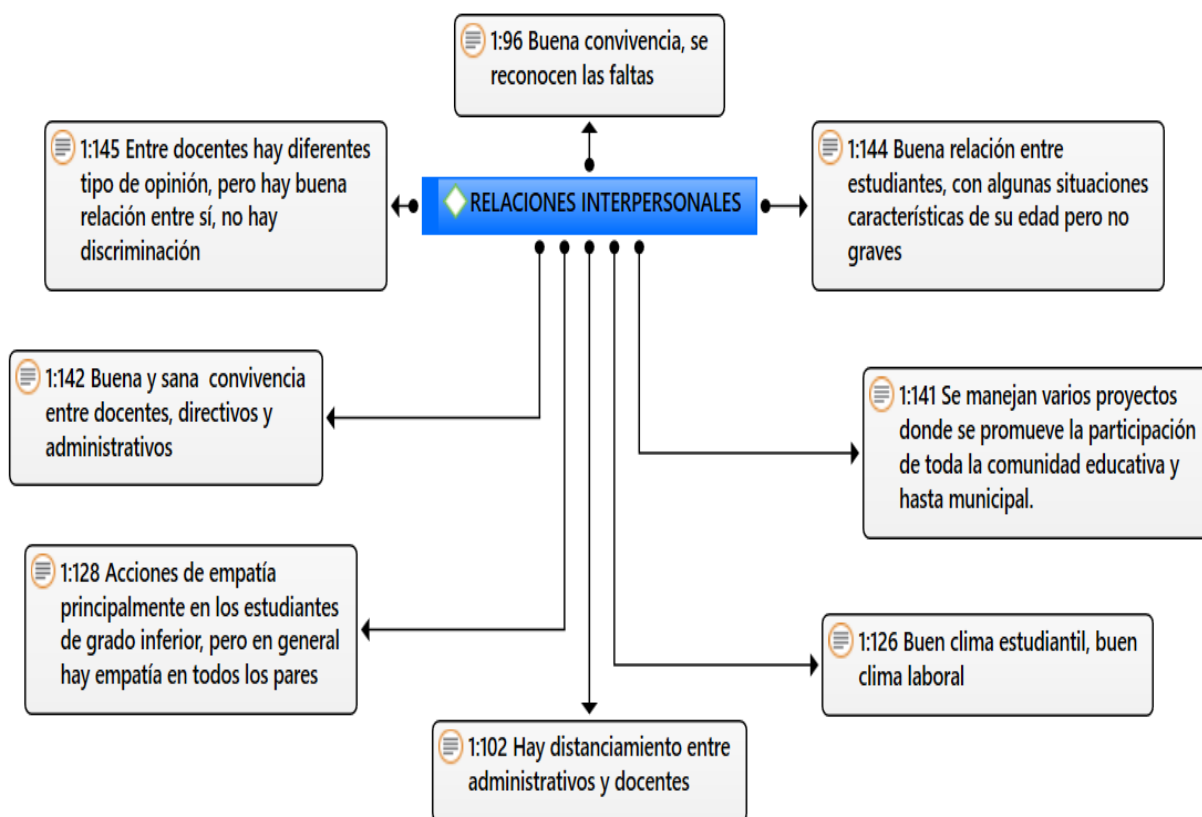 1:96 Buena convivencia, se
reconocen las faltas
1:145 Entre docentes hay diferentes
tipo de opinión, pero hay buena
relación entre sí, no hay
discriminación
RELACIONES INTERPERSONALES
1:144 Buena relación entre
estudiantes, con algunas situaciones
características de su edad pero no
graves
1:142 Buena y sana convivencia
entre docentes, directivos y
administrativos
1:141 Se manejan varios proyectos
donde se promueve la participación
de toda la comunidad educativa y
hasta municipal.
1:128 Acciones de empatía
principalmente en los estudiantes
de grado inferior, pero en general
hay empatía en todos los pares
1:126 Buen clima estudiantil, buen
clima laboral
1:102 Hay distanciamiento entre
administrativos y docentes